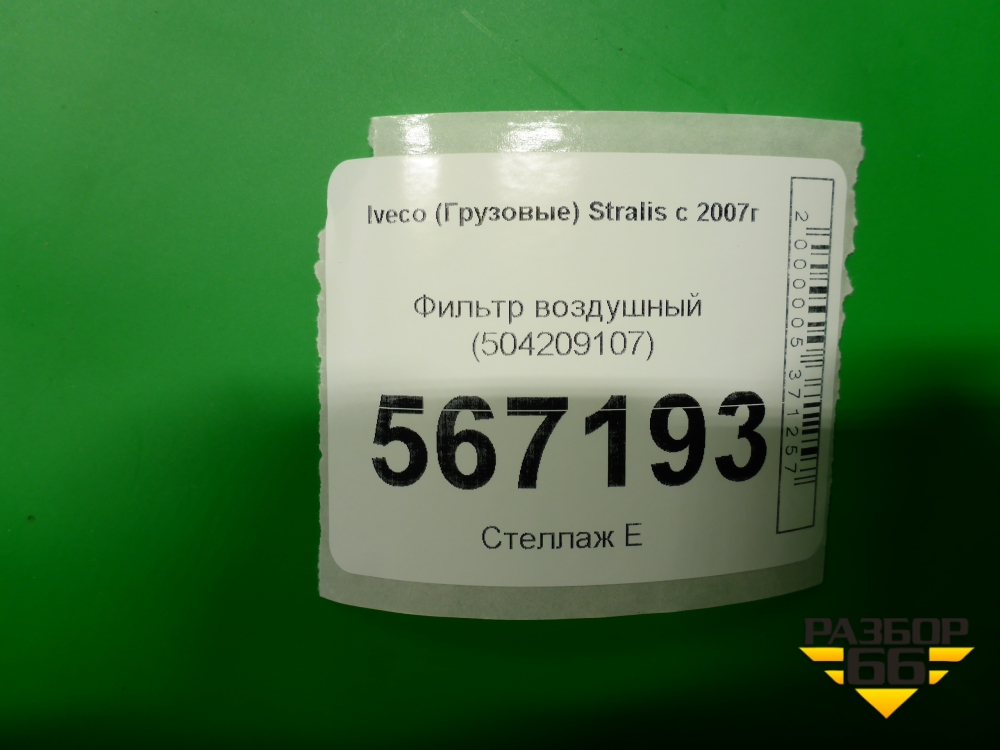 Iveco (Грузовые) Stralis с 2007г
Фильтр воздушный
(504209107)
567193
Стеллаж Е
2000005371257
РАЗБОР
66